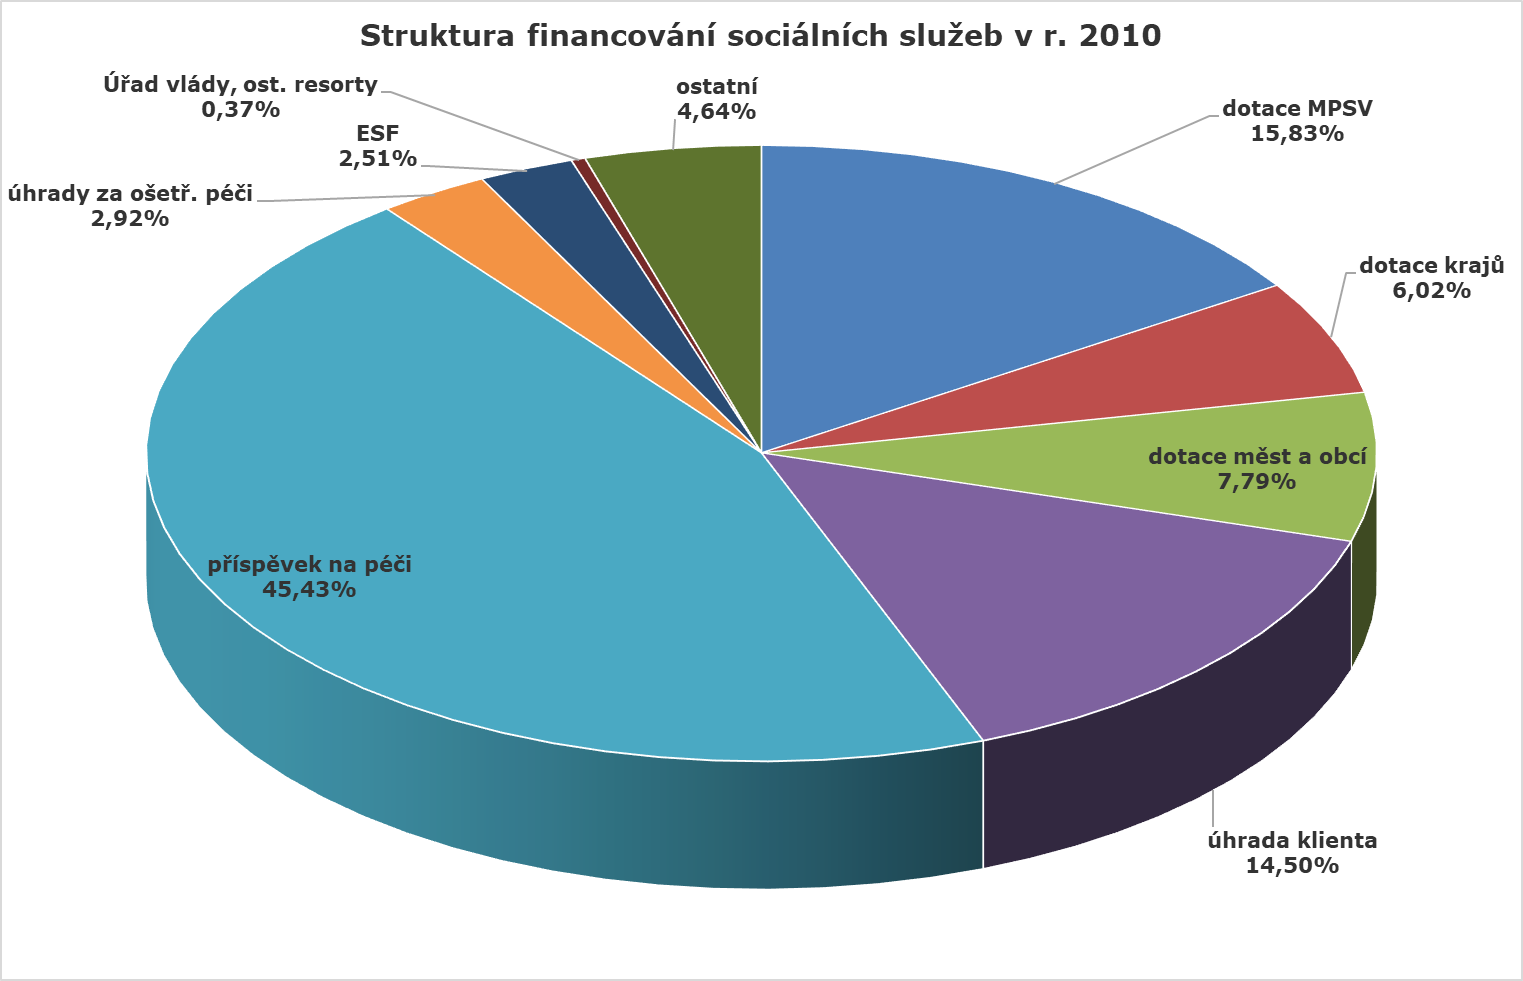 Struktura financování sociálních služeb v r. 2010
Úřad vlády, ost. resorty
0,37%
ostatní
4,64%
dotace MPSV
15,83%
ESF
2,51%
úhrady za ošetř. péči
2,92%
dotace krajů
6,02%
dotace měst a obcí
7,79%
příspěvek na péči
45,43%
úhrada klienta
14,50%